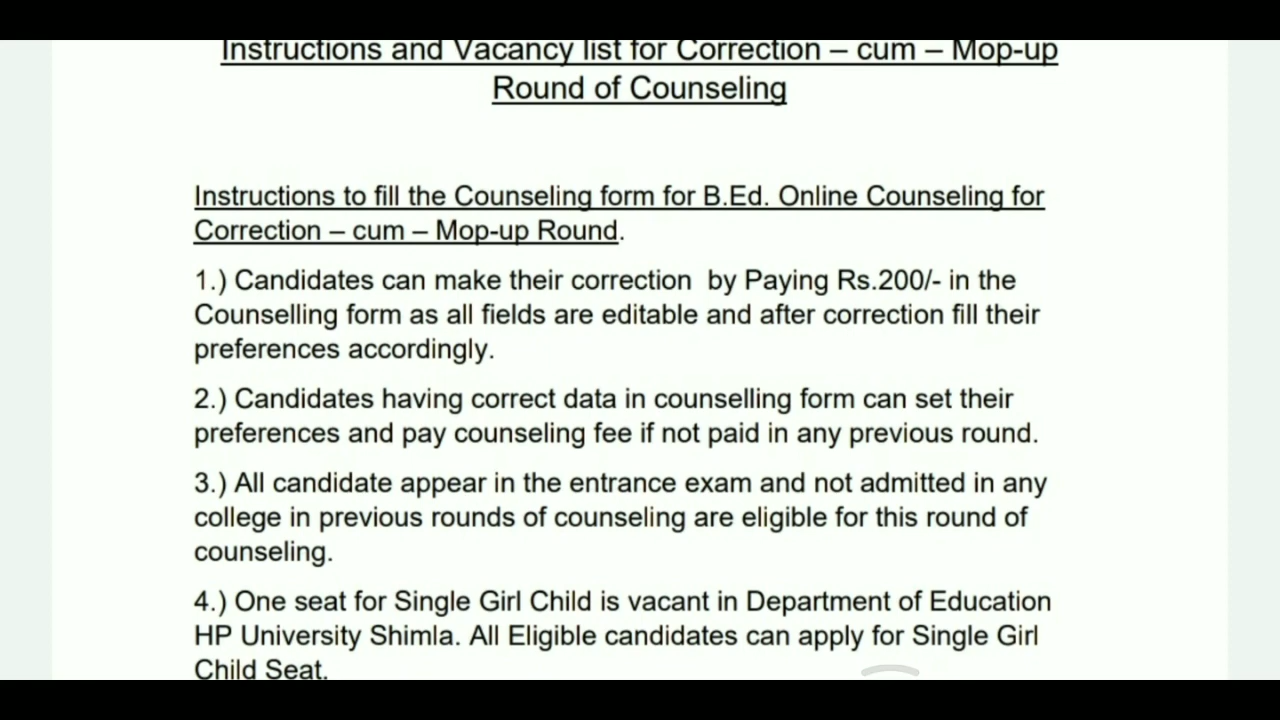 Instructions and Vacancy list for Correction – cum – Mop-up
Round of Counseling
Instructions to fill the Counseling form for B.Ed. Online Counseling for
Correction – cum – Mop-up Round.
1.) Candidates can make their correction  by Paying Rs.200/- in the
Counselling form as all fields are editable and after correction fill their
preferences accordingly.
2.) Candidates having correct data in counselling form can set their
preferences and pay counseling fee if not paid in any previous round.
3.) All candidate appear in the entrance exam and not admitted in any
college in previous rounds of counseling are eligible for this round of
counseling.
4.) One seat for Single Girl Child is vacant in Department of Education
HP University Shimla. All Eligible candidates can apply for Single Girl
Child Seat.